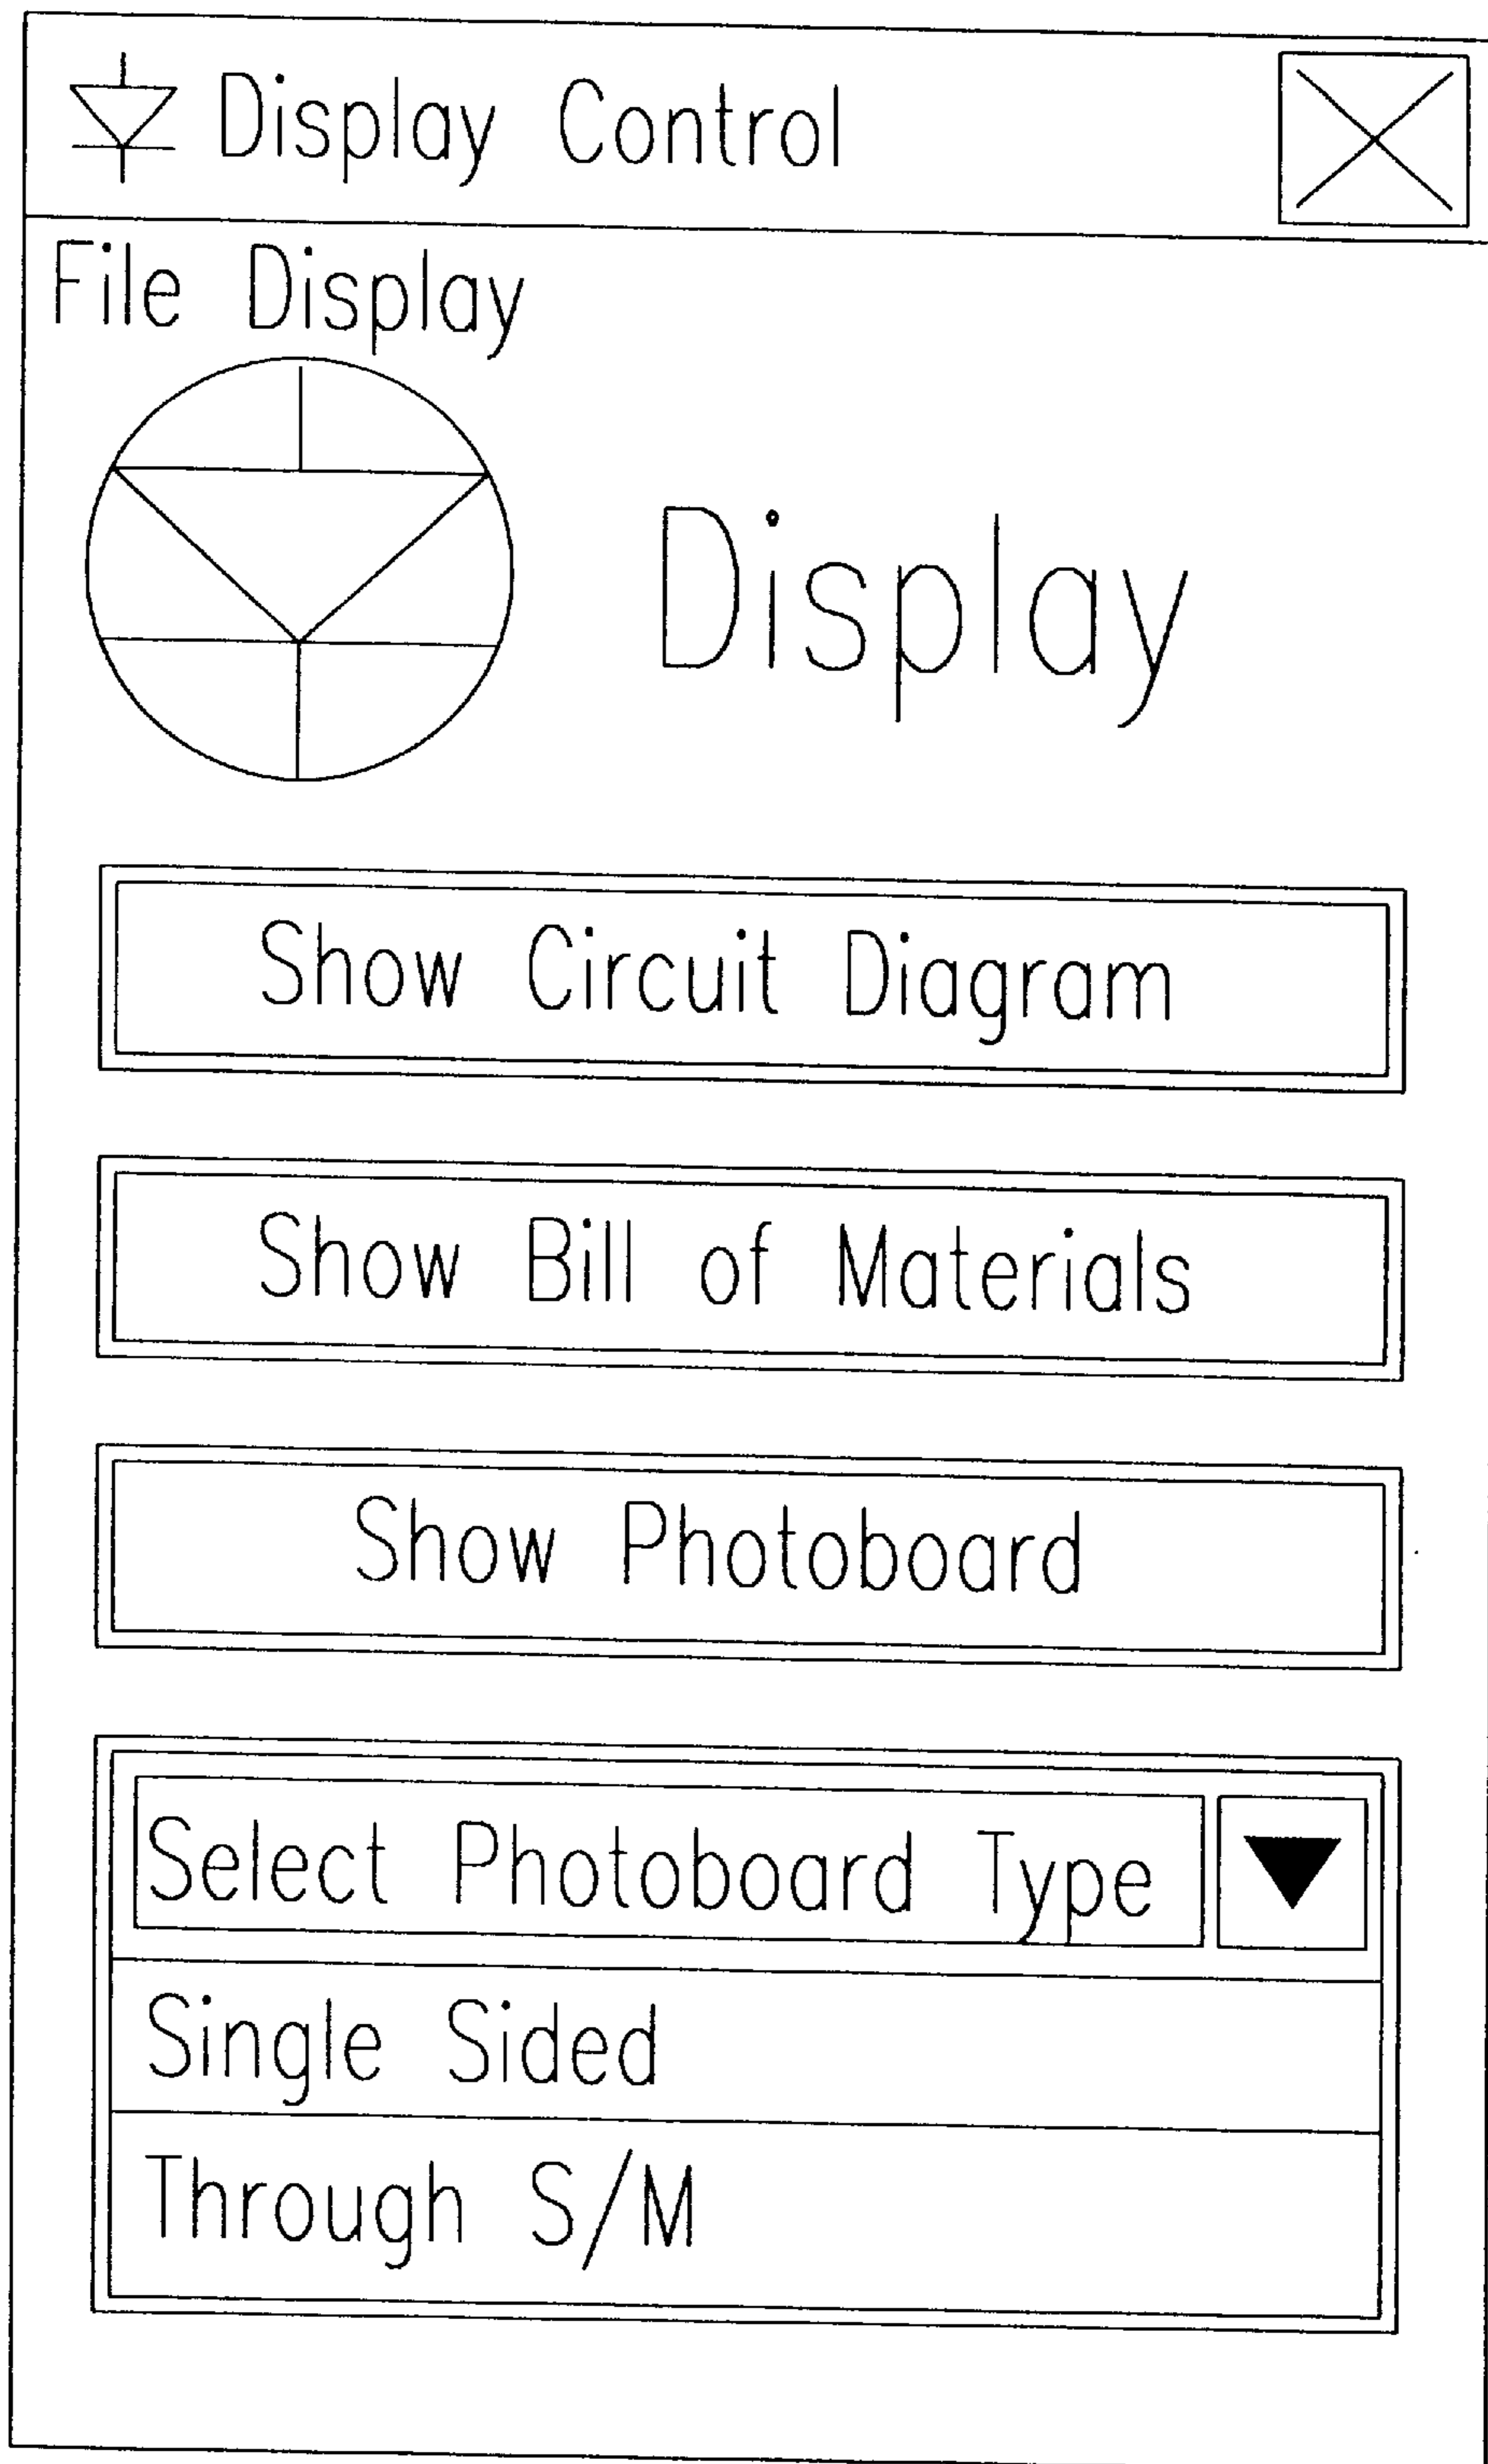 Display Control
File Display
Display
Show Circuit Diagram
Show Bill of Materials
Show Photoboard
Select Photoboard Type
Single Sided
Through S/M